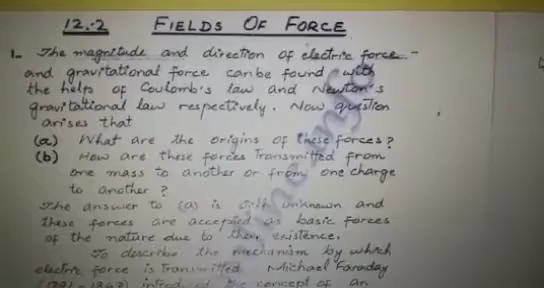 12.2 FIELDS OF FORCE
1- The magnitude and direction of electric force
and gravitational force can be found with
the helps of Coulomb's law and Newton's
gravitational law respectively. Now question
arises that
(a) What are the origins of these forces?
(b) How are these forces Transmitted from
one mass to another or from one charge
to another?
The answer to (a) is still unknown and
these forces are accepted as basic forces
of the nature due to their existence.
To describe the mechanism by which
electric force is Transmitted Michael Faraday
introduced the concept of an